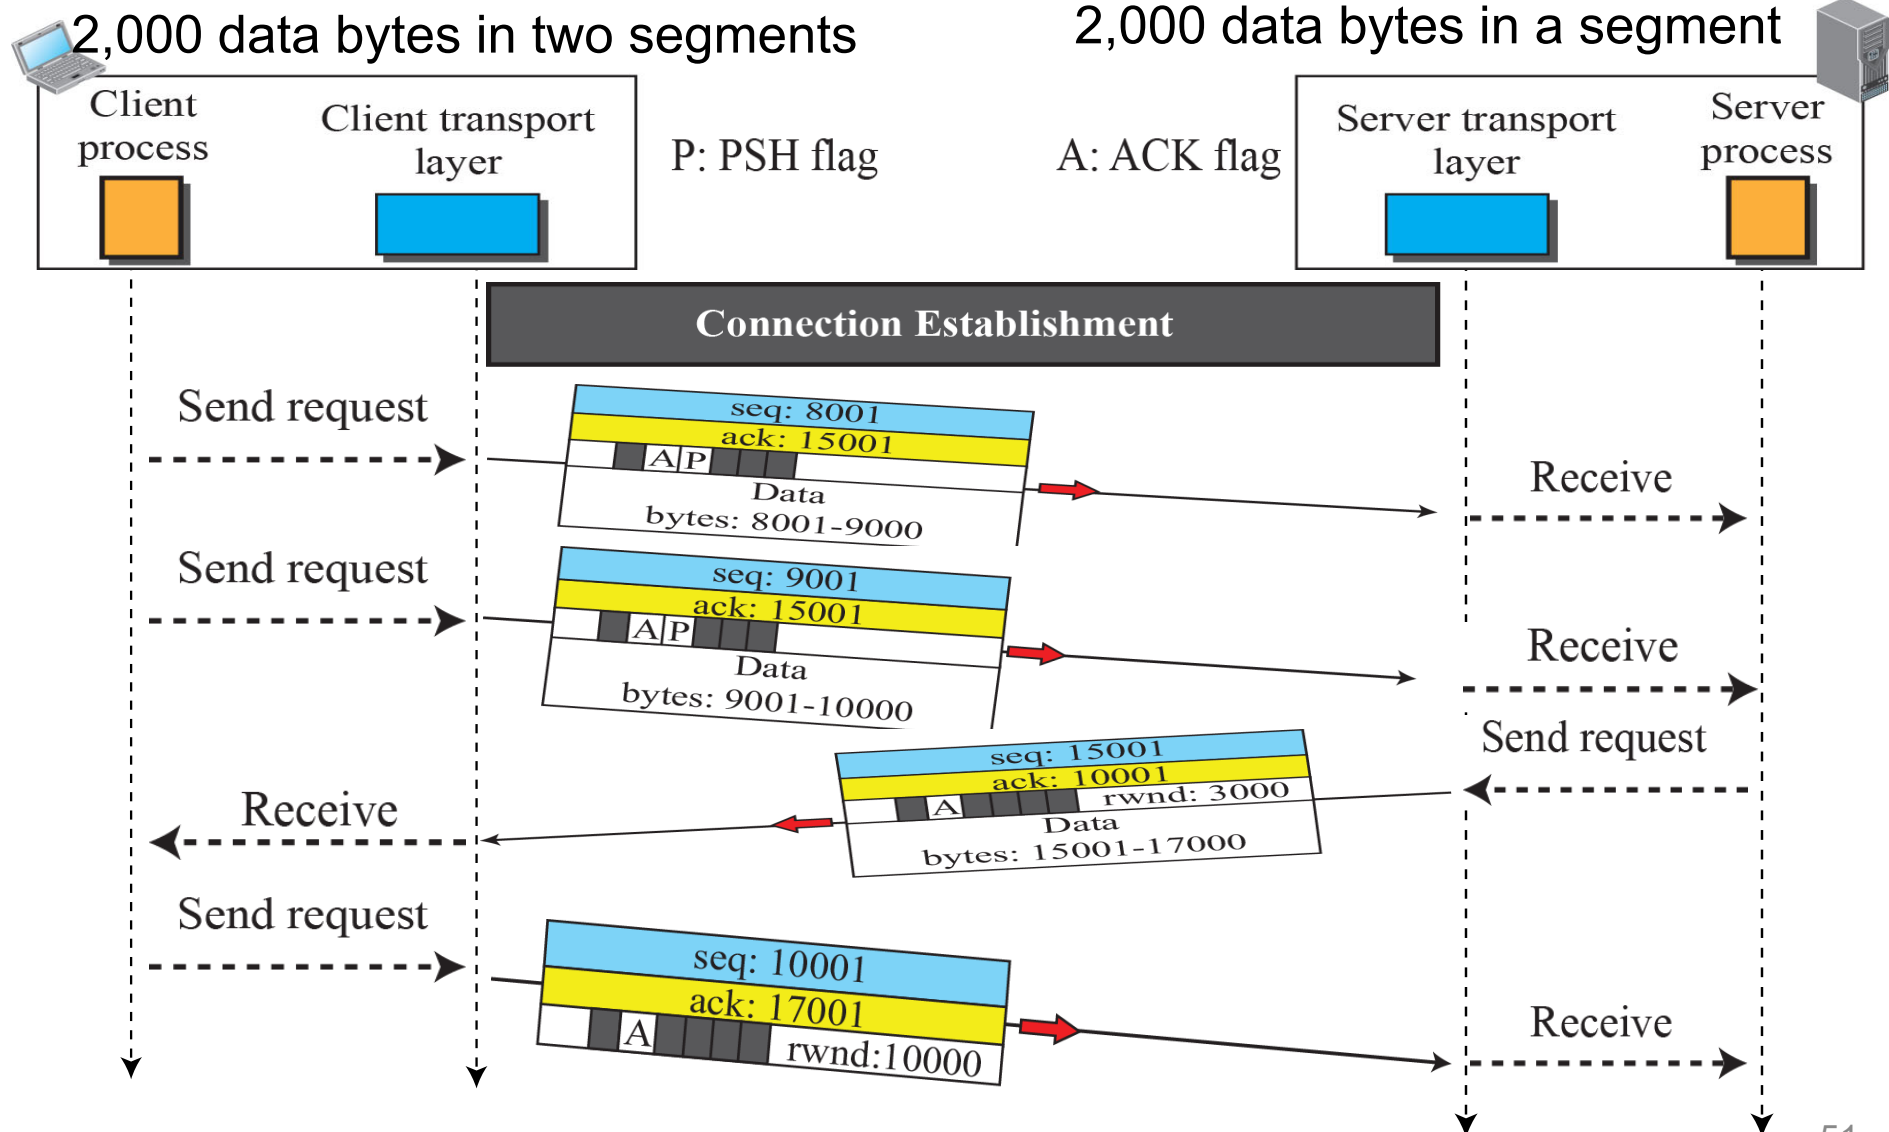 2,000 data bytes in two segments
2,000 data bytes in a segment
Client
process
Client transport
layer
P: PSH flag
A: ACK flag
Server transport
layer
Server
process
Connection Establishment
Send request
seq: 8001
ack: 15001
A P
Data
bytes: 8001-9000
Receive
Send request
seq: 9001
ack: 15001
A P
Data
bytes: 9001-10000
Receive
Send request
seq: 15001
ack: 10001
A rwnd: 3000
Data
bytes: 15001-17000
Receive
Send request
seq: 10001
ack: 17001
A rwnd:10000
Receive